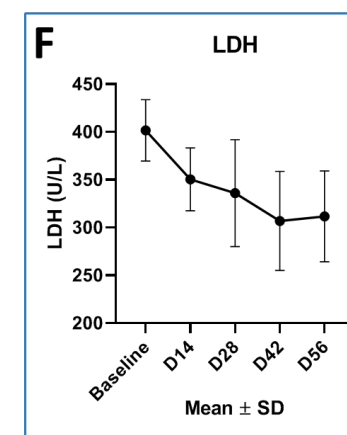 F
LDH
LDH (U/L)
450
400
350
300
250
200
Baseline
D14
D28
D42
D56
Mean ± SD